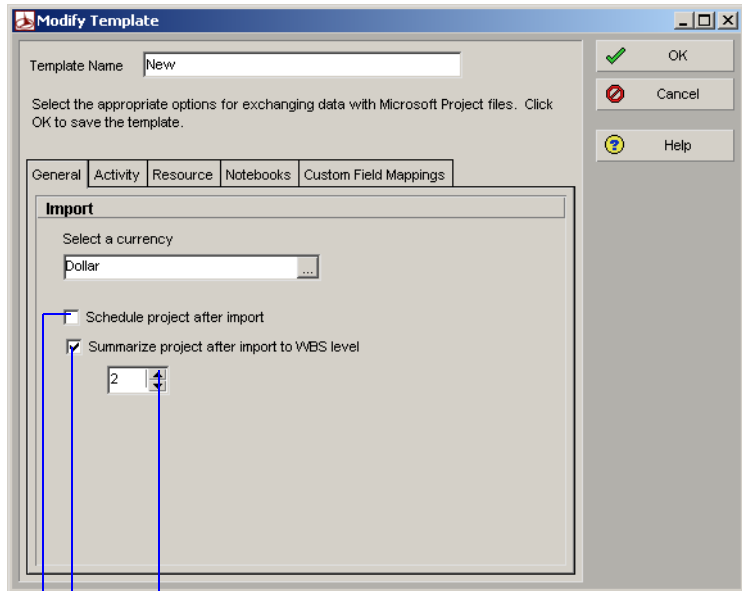 Modify Template
Template Name New
Select the appropriate options for exchanging data with Microsoft Project files. Click
OK to save the template.
OK
Cancel
Help
General Activity Resource Notebooks Custom Field Mappings
Import
Select a currency
Dollar ...
Schedule project after import
Summarize project after import to WBS level
2